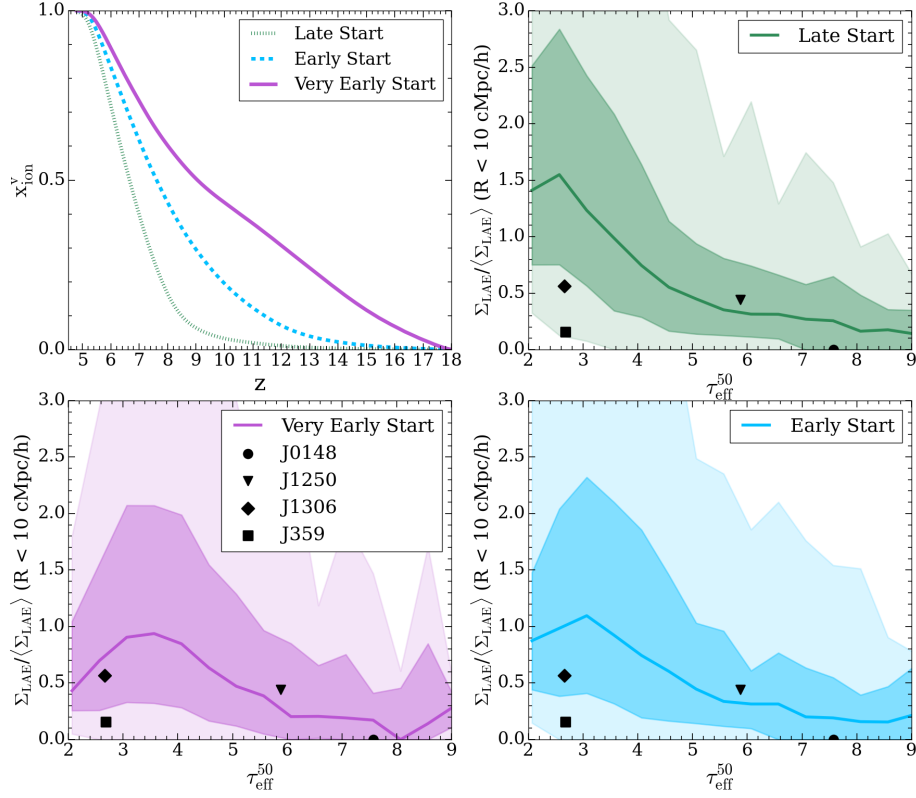 1.0
0.5
0.0
x^v_ion
5 6 7 8 9 10 11 12 13 14 15 16 17 18
z
Late Start
Early Start
Very Early Start
3.0
2.5
2.0
1.5
1.0
0.5
0.0
Σ_LAE/⟨Σ_LAE⟩ (R < 10 cMpc/h)
2 3 4 5 6 7 8 9
τ^50_eff
Late Start
3.0
2.5
2.0
1.5
1.0
0.5
0.0
Σ_LAE/⟨Σ_LAE⟩ (R < 10 cMpc/h)
2 3 4 5 6 7 8 9
τ^50_eff
Very Early Start
J0148
J1250
J1306
J359
3.0
2.5
2.0
1.5
1.0
0.5
0.0
Σ_LAE/⟨Σ_LAE⟩ (R < 10 cMpc/h)
2 3 4 5 6 7 8 9
τ^50_eff
Early Start